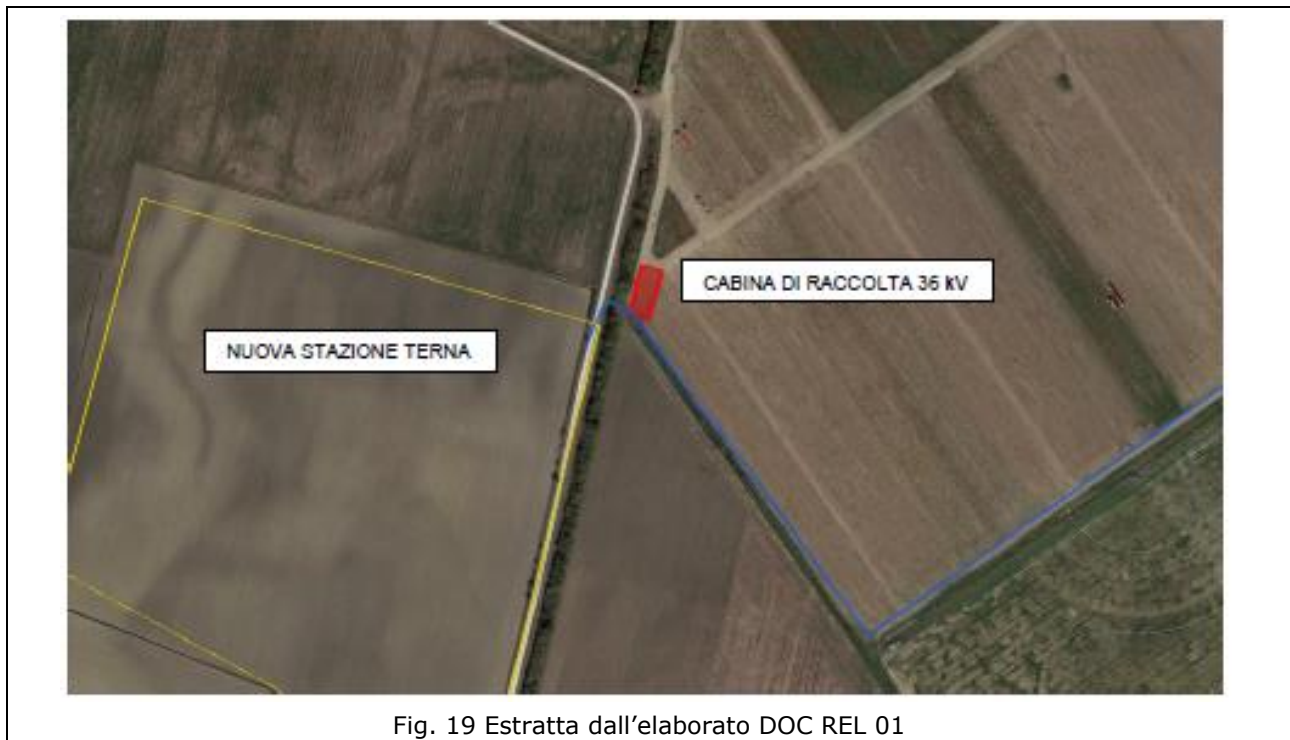 CABINA DI RACCOLTA 36 kV
NUOVA STAZIONE TERNA
Fig. 19 Estratta dall'elaborato DOC REL 01